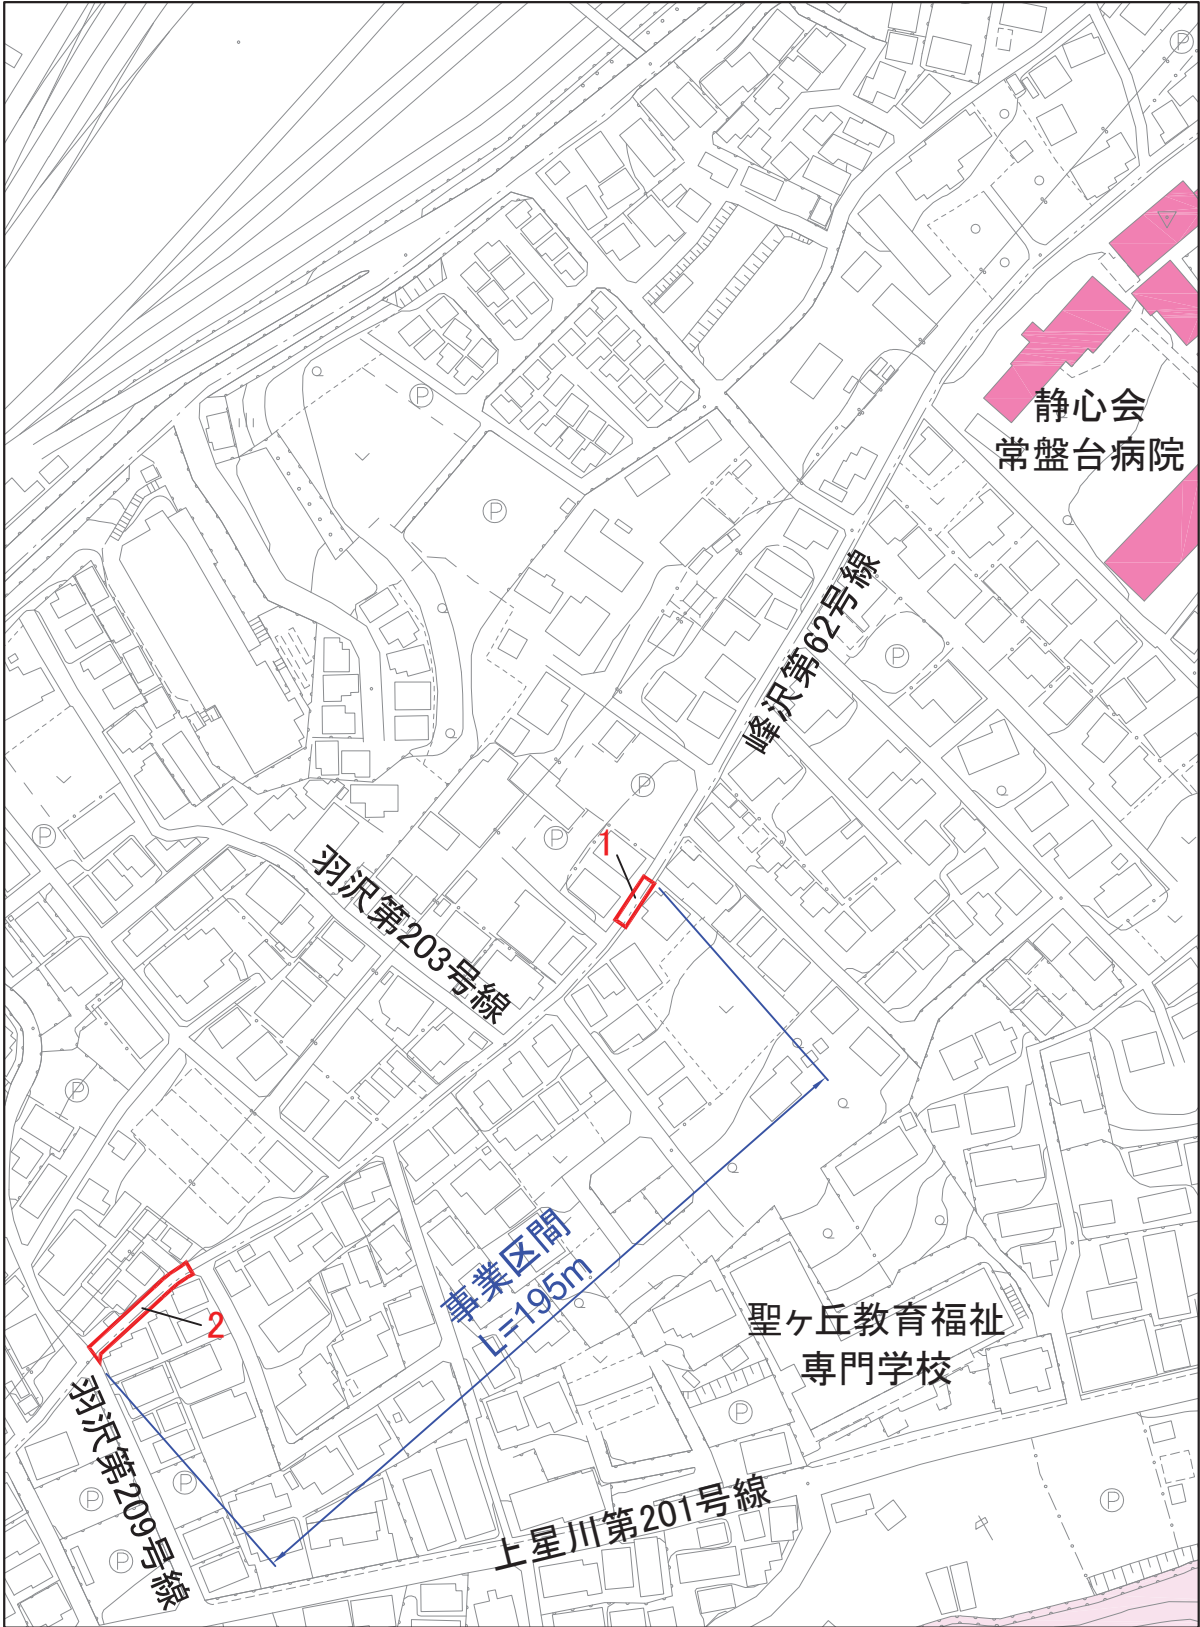 静心会
常盤台病院
峰沢第62号線
1
羽沢第203号線
事業区間
L=195m
2
聖ヶ丘教育福祉
専門学校
羽沢第209号線
上星川第201号線
P
P
P
P
P
P
P
P
P
P
P
P
P